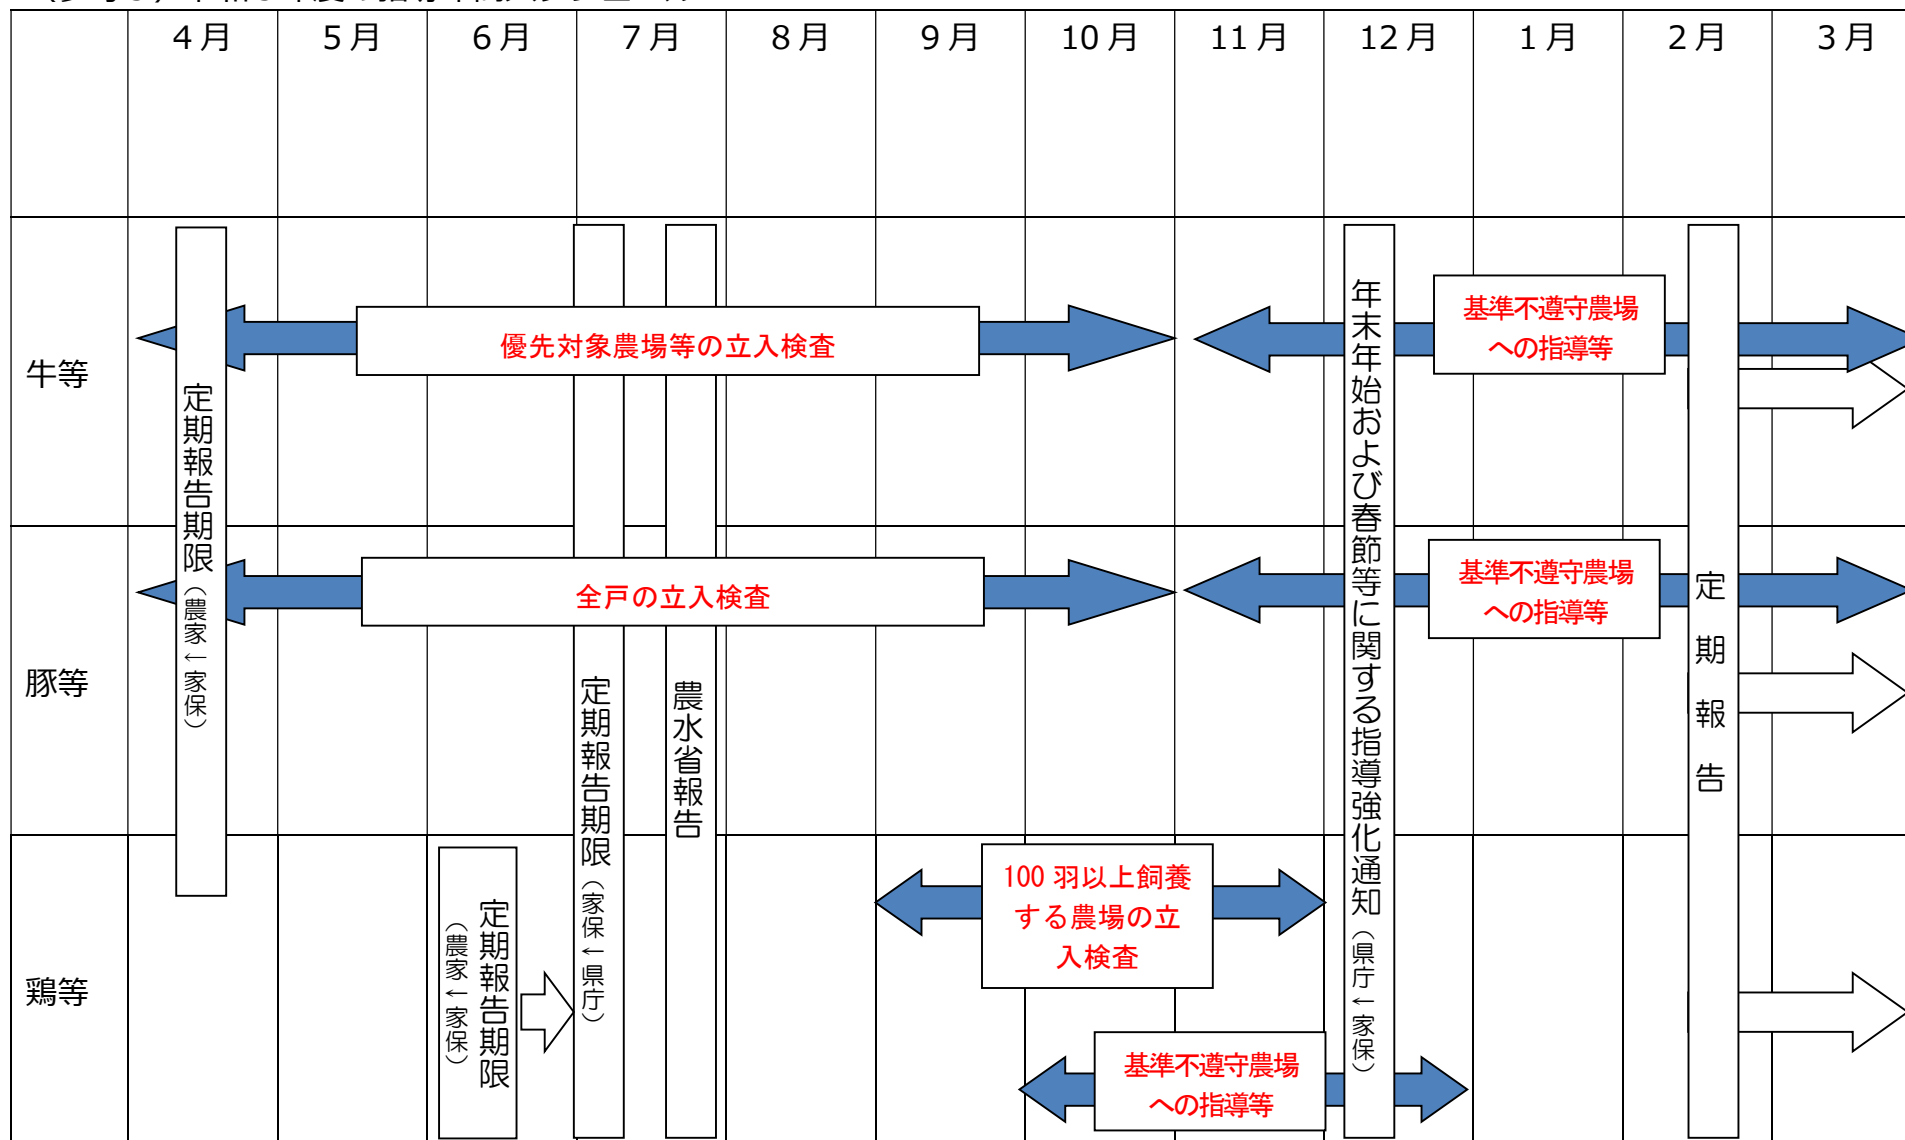 4月 5月 6月 7月 8月 9月 10月 11月 12月 1月 2月 3月
牛等
豚等
鶏等
定期報告期限（農家←家保）
優先対象農場等の立入検査
全戸の立入検査
定期報告期限
（農家←家保）
定期報告期限（家保←県庁）
農水省報告
100 羽以上飼養
する農場の立
入検査
基準不遵守農場
への指導等
年末年始および春節等に関する指導強化通知（県庁←家保）
基準不遵守農場
への指導等
基準不遵守農場
への指導等
定期報告